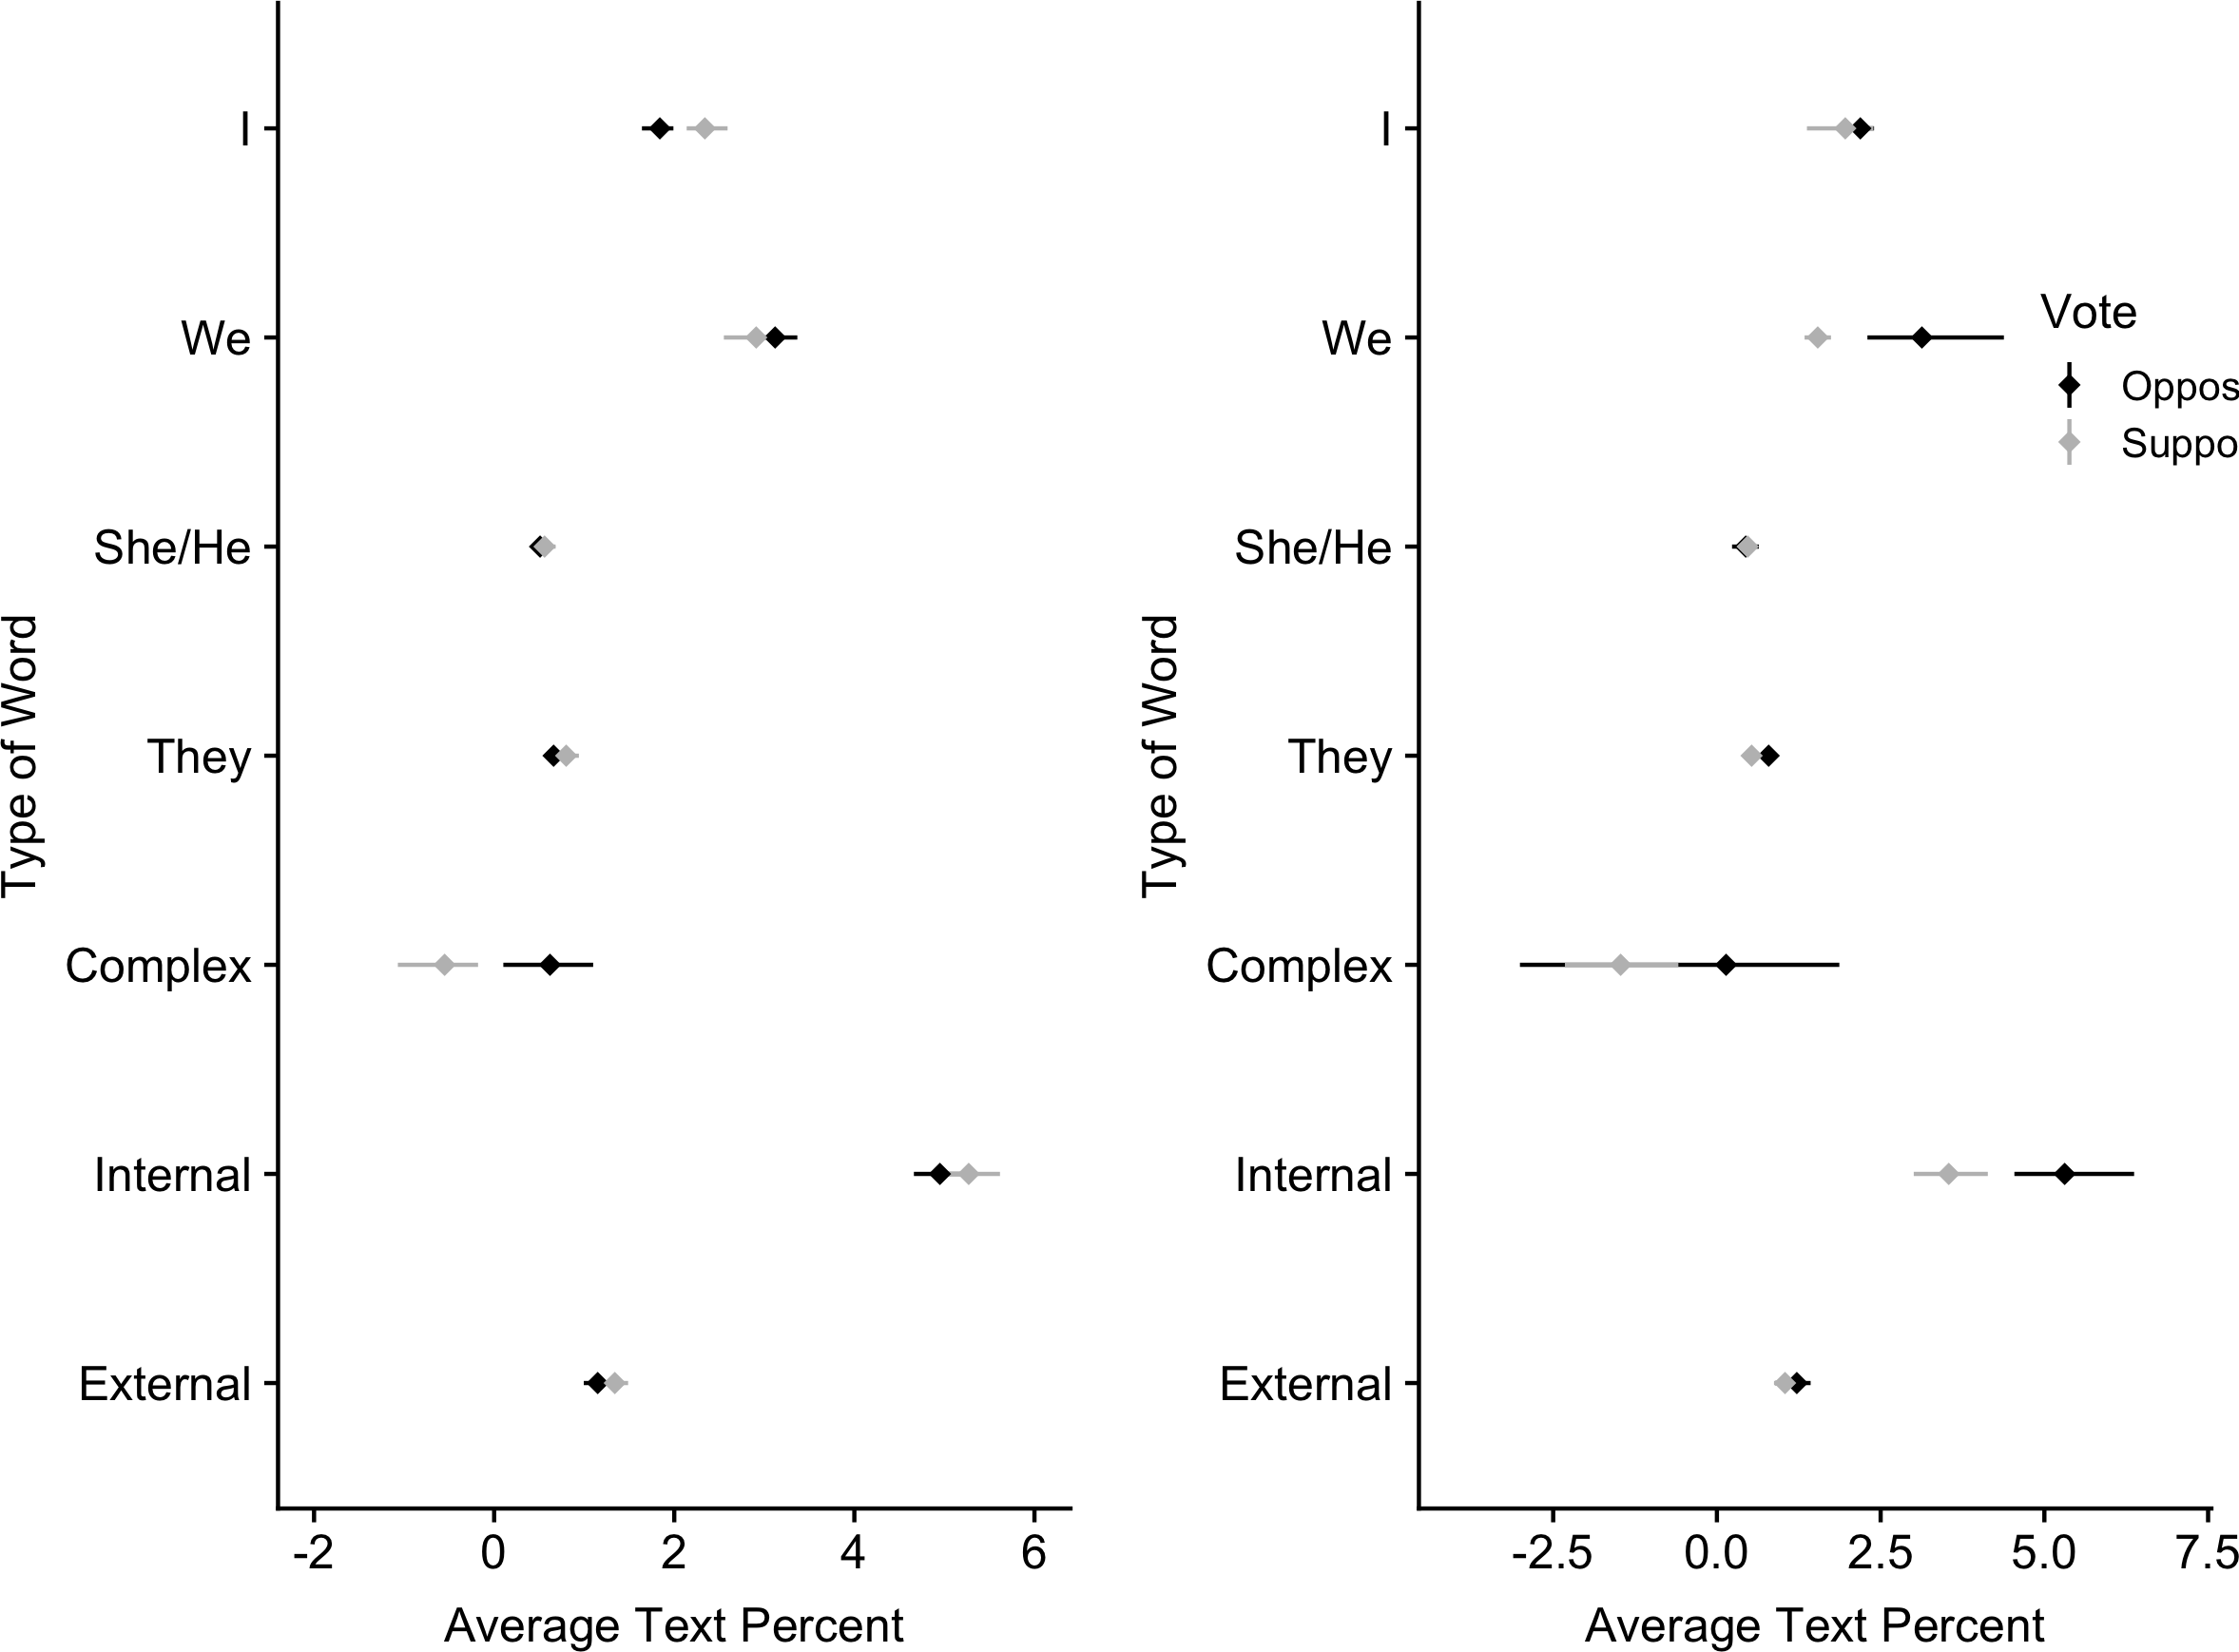 I
We
She/He
They
Complex
Internal
External
Type of Word
-2 0 2 4 6
Average Text Percent
I
We
She/He
They
Complex
Internal
External
Type of Word
-2.5 0.0 2.5 5.0 7.5
Average Text Percent
Vote
Oppos
Suppo